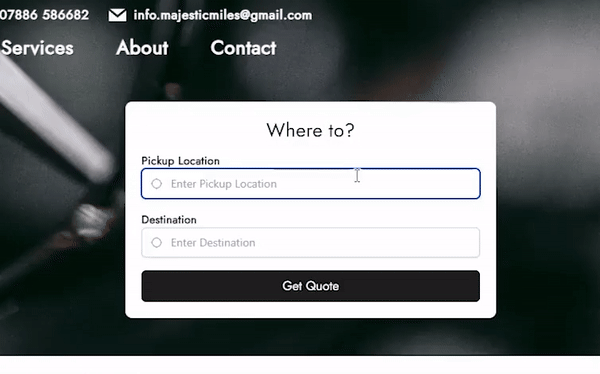 07886 586682 info.majesticmiles@gmail.com
Services About Contact
Where to?
Pickup Location
Enter Pickup Location
Destination
Enter Destination
Get Quote